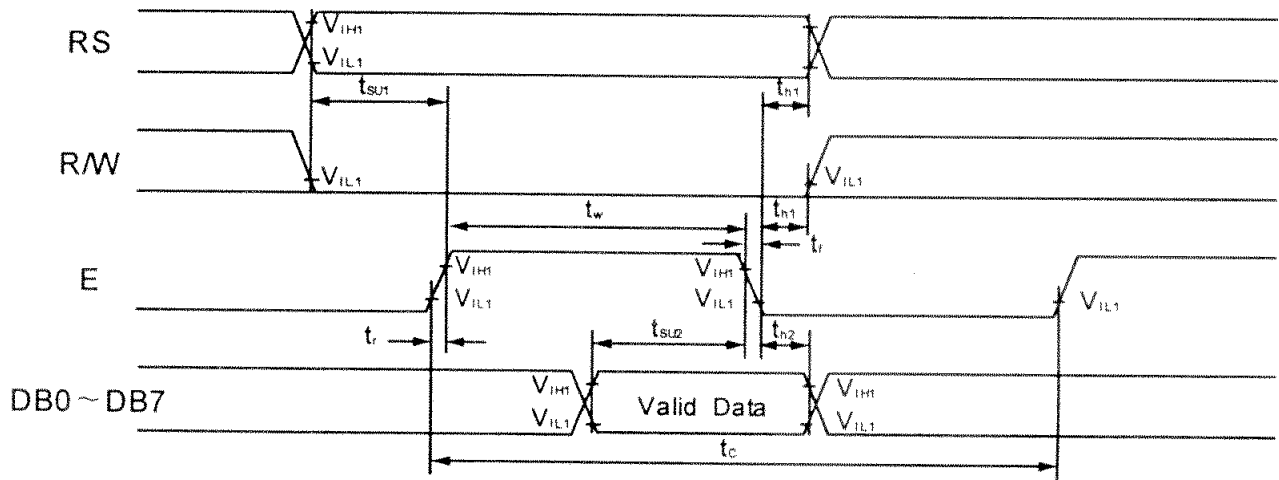 RS
VIH1
VIL1
tSU1
th1
R/W
VIL1
VIL1
tw
th1
tf
E
VIH1
VIL1
VIH1
VIL1
VIL1
tr
tSU2
th2
DB0～DB7
VIH1
VIL1
Valid Data
VIH1
VIL1
tC